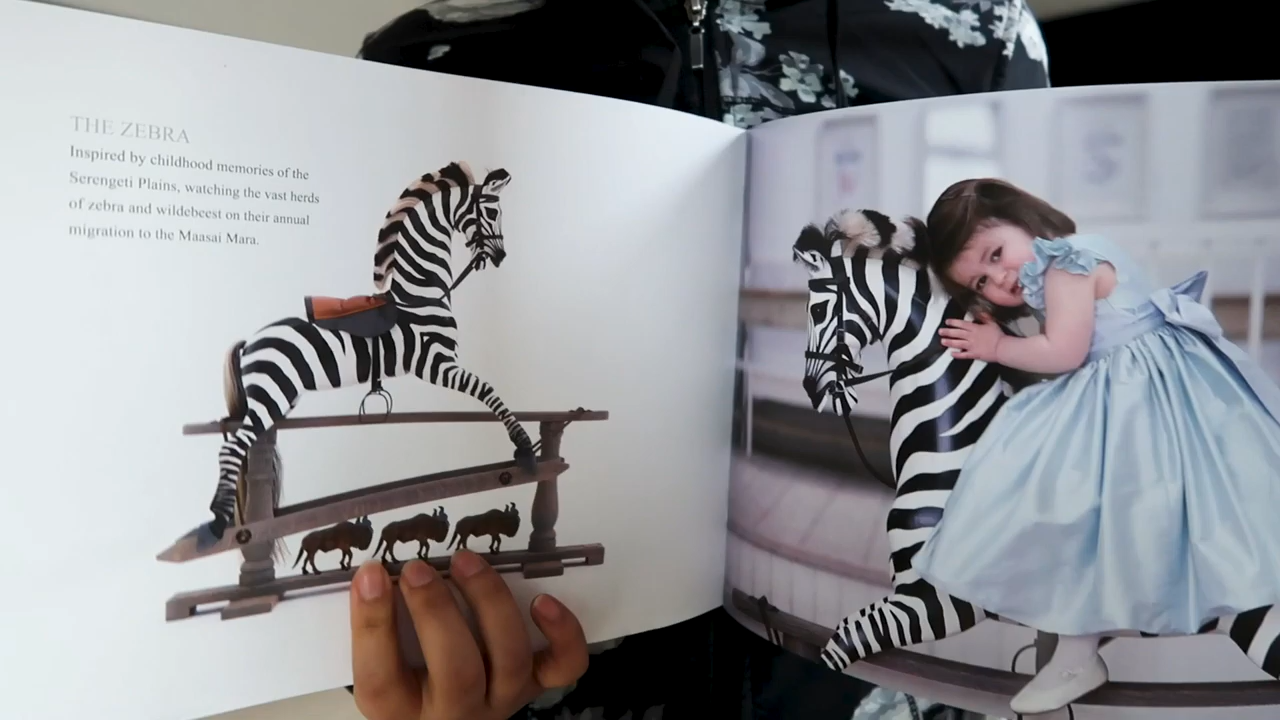 THE ZEBRA
Inspired by childhood memories of the
Serengeti Plains, watching the vast herds
of zebra and wildebeest on their annual
migration to the Maasai Mara.